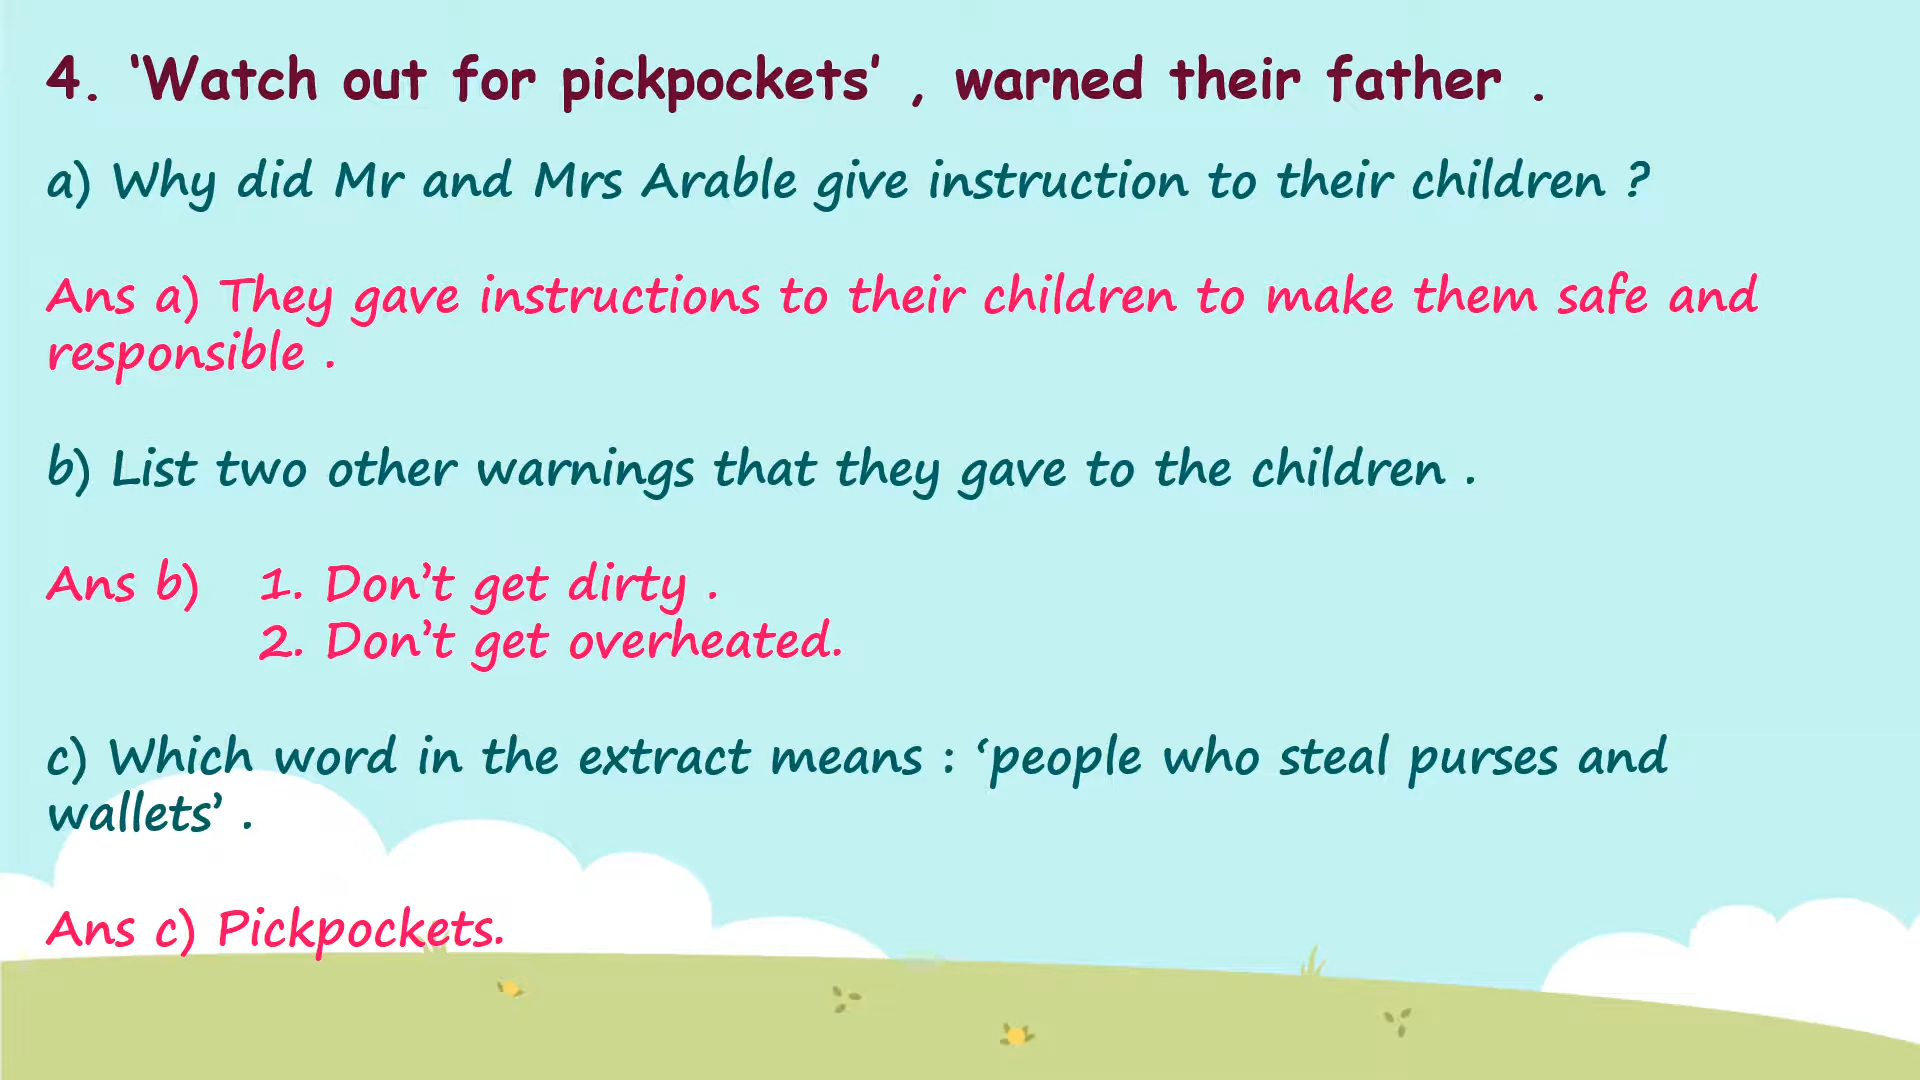 4. ‘Watch out for pickpockets’ , warned their father .
a) Why did Mr and Mrs Arable give instruction to their children ?
Ans a) They gave instructions to their children to make them safe and
responsible .
b) List two other warnings that they gave to the children .
Ans b) 1. Don’t get dirty .
2. Don’t get overheated.
c) Which word in the extract means : ‘people who steal purses and
wallets’ .
Ans c) Pickpockets.